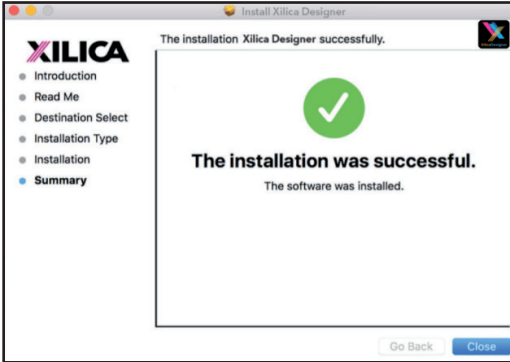 Install Xilica Designer
XILICA
The installation Xilica Designer successfully.
Introduction
Read Me
Destination Select
Installation Type
Installation
Summary
The installation was successful.
The software was installed.
Go Back
Close